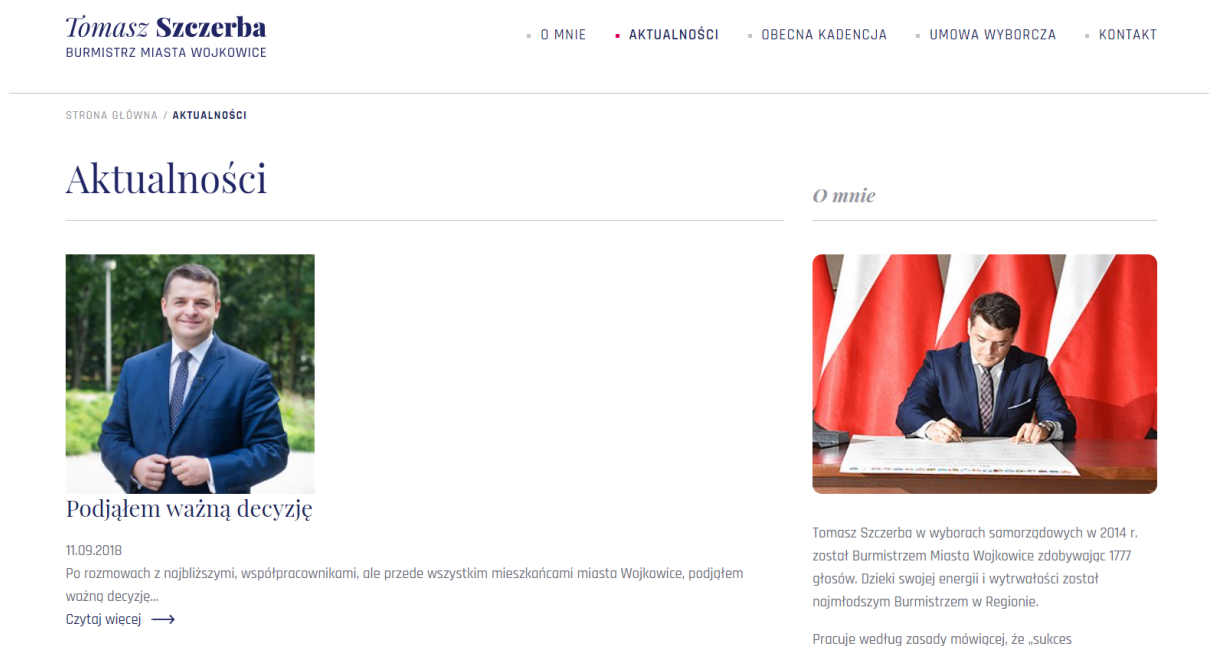 Tomasz Szczerba
BURMISTRZ MIASTA WOJKOWICE
O MNIE
AKTUALNOŚCI
OBECNA KADENCJA
UMOWA WYBORCZA
KONTAKT
STRONA GŁÓWNA / AKTUALNOŚCI
Aktualności
Podjąłem ważną decyzję
11.09.2018
Po rozmowach z najbliższymi, współpracownikami, ale przede wszystkim mieszkańcami miasta Wojkowice, podjąłem
ważną decyzję...
Czytaj więcej
O mnie
Tomasz Szczerba w wyborach samorządowych w 2014 r.
został Burmistrzem Miasta Wojkowice zdobywając 1777
głosów. Dzieki swojej energii i wytrwałości został
najmłodszym Burmistrzem w Regionie.
Pracuje według zasady mówiącej, że „sukces